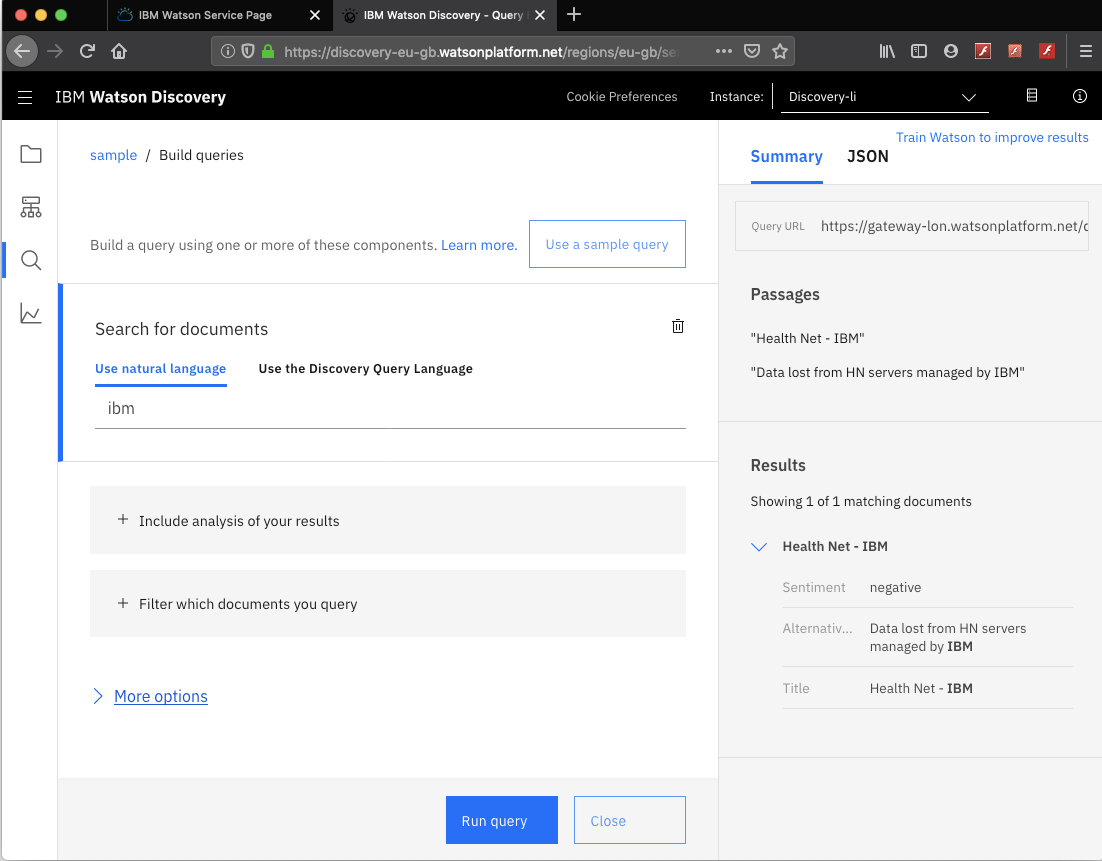 IBM Watson Service Page
IBM Watson Discovery - Query
https://discovery-eu-gb.watsonplatform.net/regions/eu-gb/
IBM Watson Discovery
Cookie Preferences
Instance:
Discovery-li
sample / Build queries
Build a query using one or more of these components. Learn more.
Use a sample query
Search for documents
Use natural language
Use the Discovery Query Language
ibm
+ Include analysis of your results
+ Filter which documents you query
More options
Run query
Close
Train Watson to improve results
Summary
JSON
Query URL https://gateway-lon.watsonplatform.net/
Passages
"Health Net - IBM"
"Data lost from HN servers managed by IBM"
Results
Showing 1 of 1 matching documents
Health Net - IBM
Sentiment negative
Alternativ... Data lost from HN servers
managed by IBM
Title Health Net - IBM